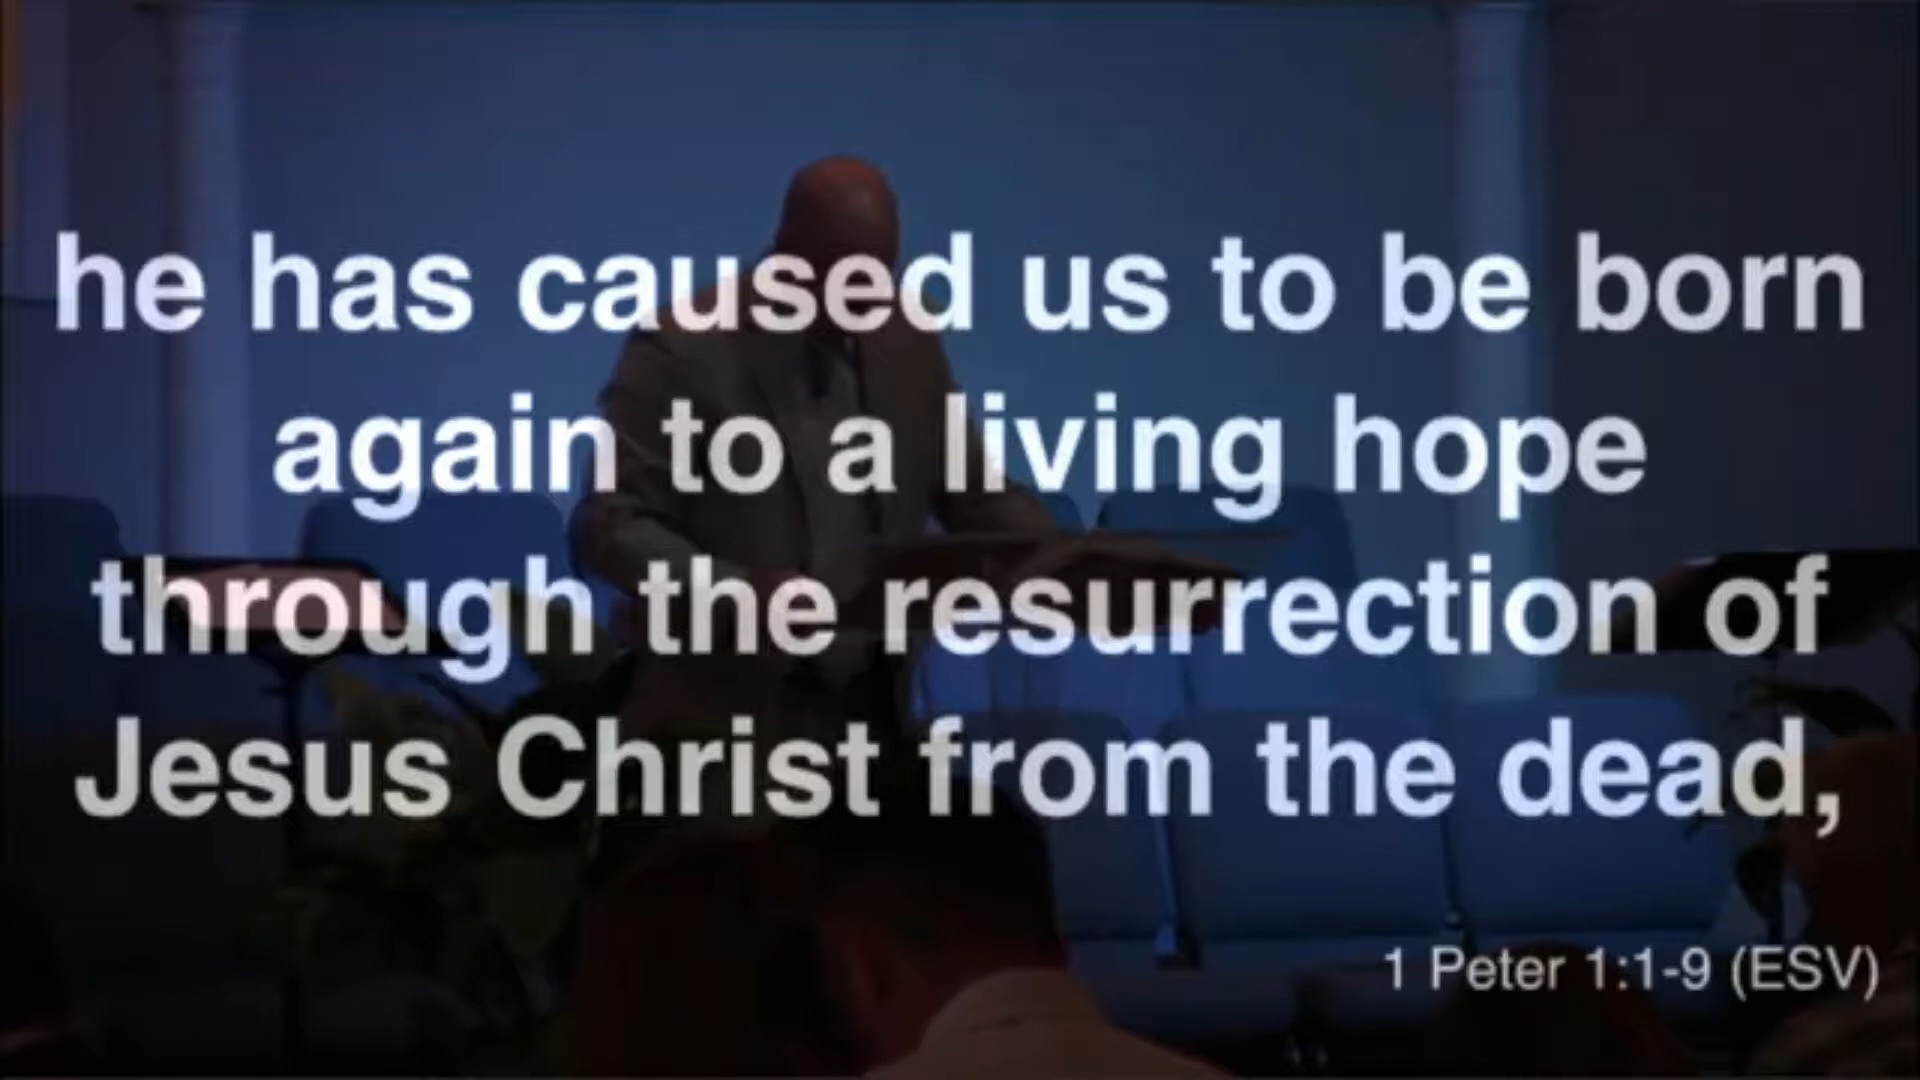 he has caused us to be born
again to a living hope
through the resurrection of
Jesus Christ from the dead,
1 Peter 1:1-9 (ESV)